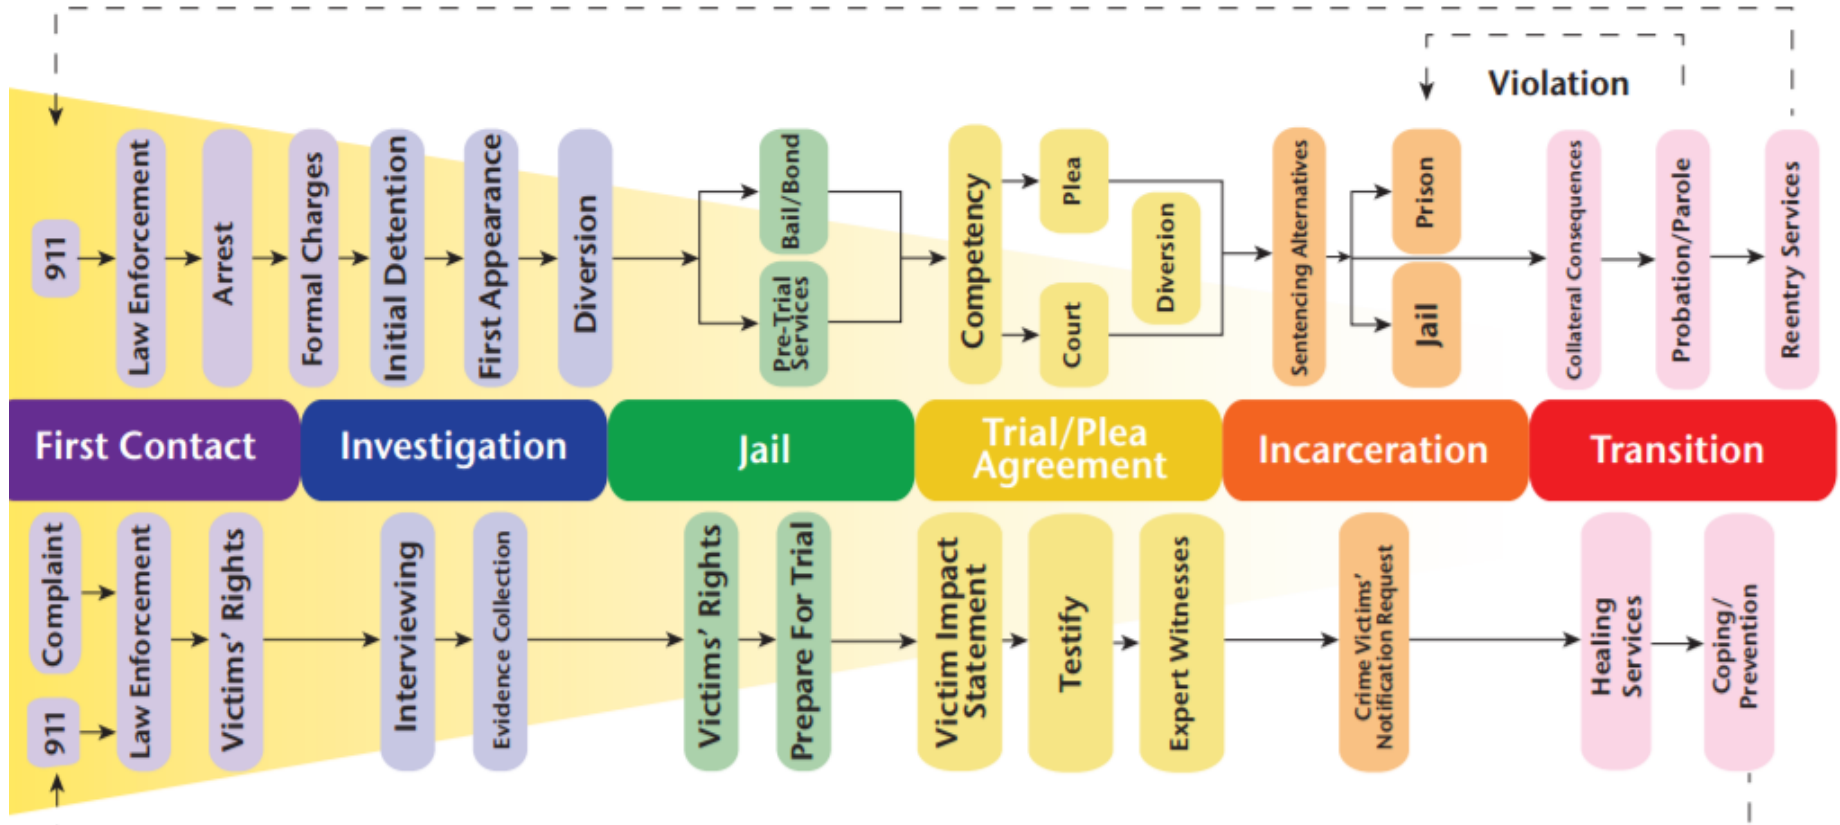 Violation
911
Law Enforcement
Arrest
Formal Charges
Initial Detention
First Appearance
Diversion
Bail/Bond
Pre-Trial
Services
Competency
Plea
Court
Diversion
Sentencing Alternatives
Prison
Jail
Collateral Consequences
Probation/Parole
Reentry Services
First Contact
Investigation
Jail
Trial/Plea
Agreement
Incarceration
Transition
Complaint
911
Law Enforcement
Victims' Rights
Interviewing
Evidence Collection
Victims' Rights
Prepare For Trial
Victim Impact
Statement
Testify
Expert Witnesses
Crime Victims'
Notification Request
Healing
Services
Coping/
Prevention